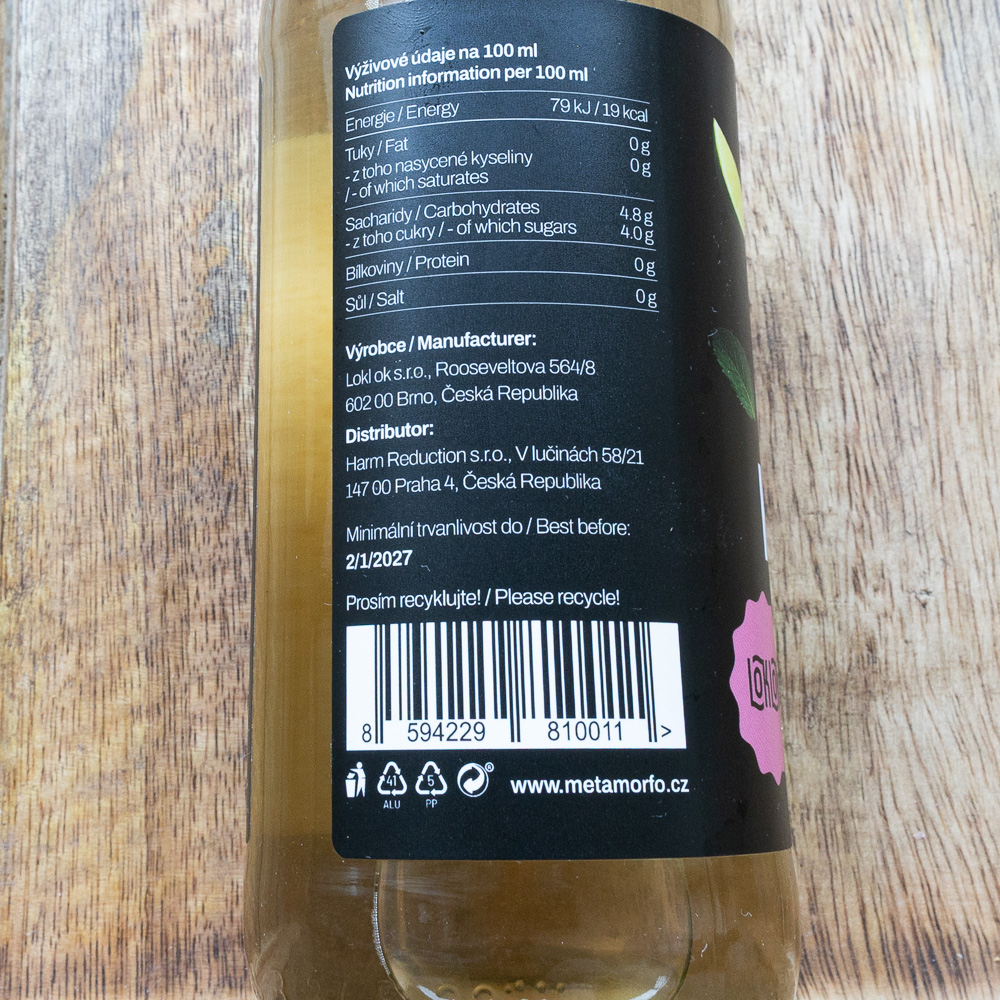 Výživové údaje na 100 ml
Nutrition information per 100 ml
Energie / Energy 79 kJ / 19 kcal
Tuky / Fat 0 g
- z toho nasycené kyseliny 0 g
/ - of which saturates
Sacharidy / Carbohydrates 4.8 g
- z toho cukry / - of which sugars 4.0 g
Bílkoviny / Protein 0 g
Sůl / Salt 0 g
Výrobce / Manufacturer:
Lokl ok s.r.o., Rooseveltova 564/8
602 00 Brno, Česká Republika
Distributor:
Harm Reduction s.r.o., V lučinách 58/21
147 00 Praha 4, Česká Republika
Minimální trvanlivost do / Best before:
2/1/2027
Prosím recyklujte! / Please recycle!
8 594229 810011 >
41 5 ®
ALU PP
www.metamorfo.cz